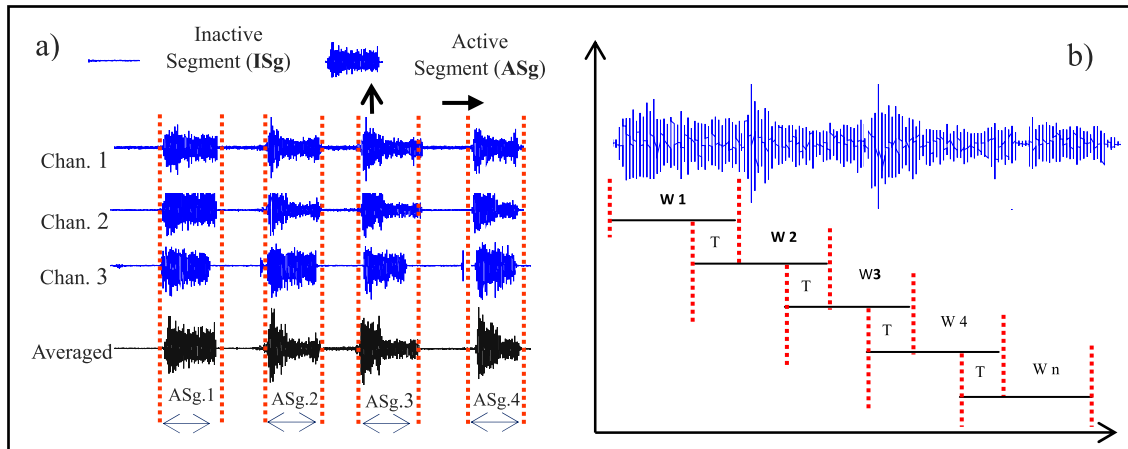 a)
Inactive
Segment (ISg)
Active
Segment (ASg)
Chan. 1
Chan. 2
Chan. 3
Averaged
ASg.1
ASg.2
ASg.3
ASg.4
b)
W 1
T
W 2
T
W3
T
W 4
T
W n